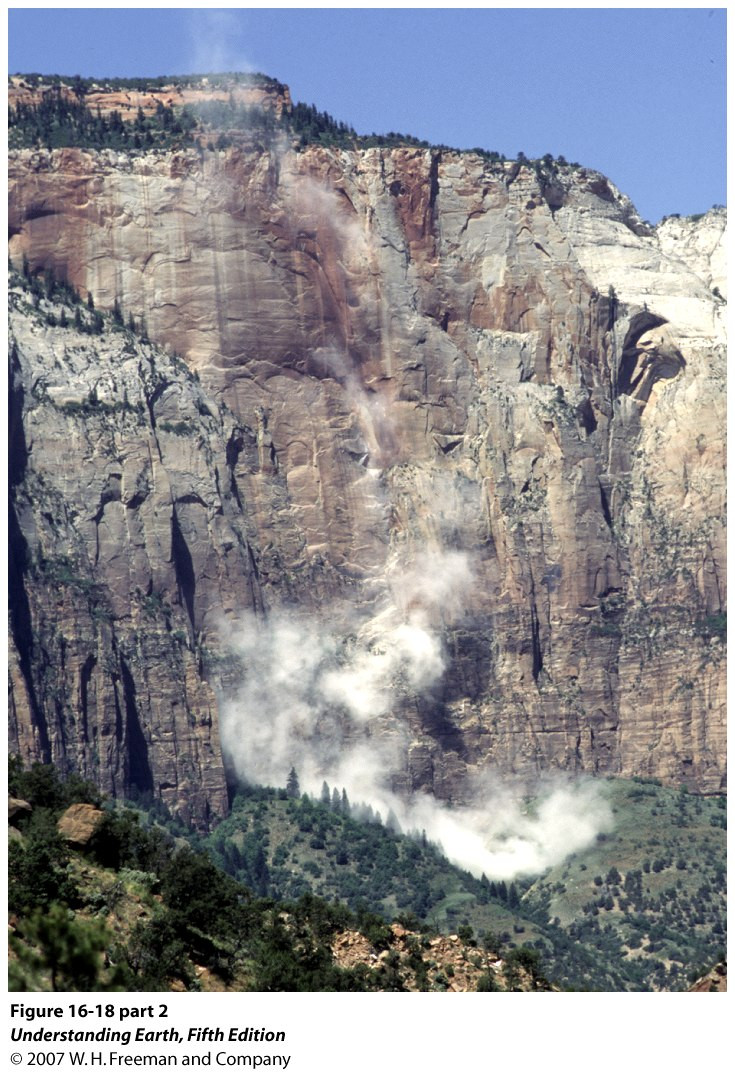 Figure 16-18 part 2
Understanding Earth, Fifth Edition
© 2007 W. H. Freeman and Company